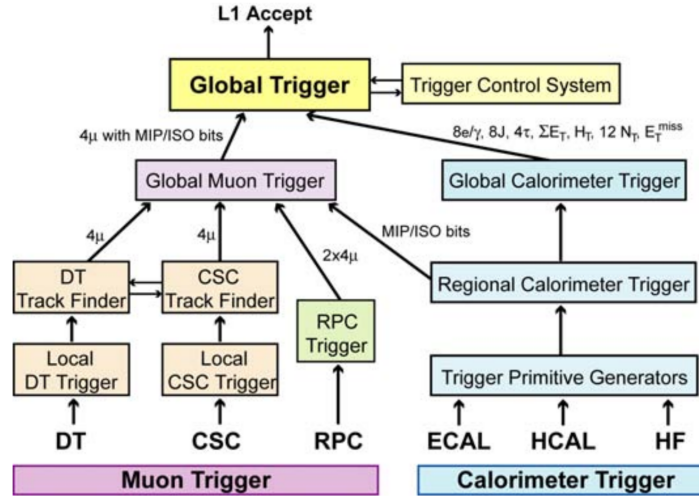 L1 Accept
Global Trigger
Trigger Control System
4μ with MIP/ISO bits
8e/γ, 8J, 4τ, ΣE_T, H_T, 12 N_T, E_T^miss
Global Muon Trigger
Global Calorimeter Trigger
4μ
4μ
2x4μ
MIP/ISO bits
DT
Track Finder
CSC
Track Finder
Regional Calorimeter Trigger
RPC
Trigger
Local
DT Trigger
Local
CSC Trigger
Trigger Primitive Generators
DT
CSC
RPC
ECAL
HCAL
HF
Muon Trigger
Calorimeter Trigger